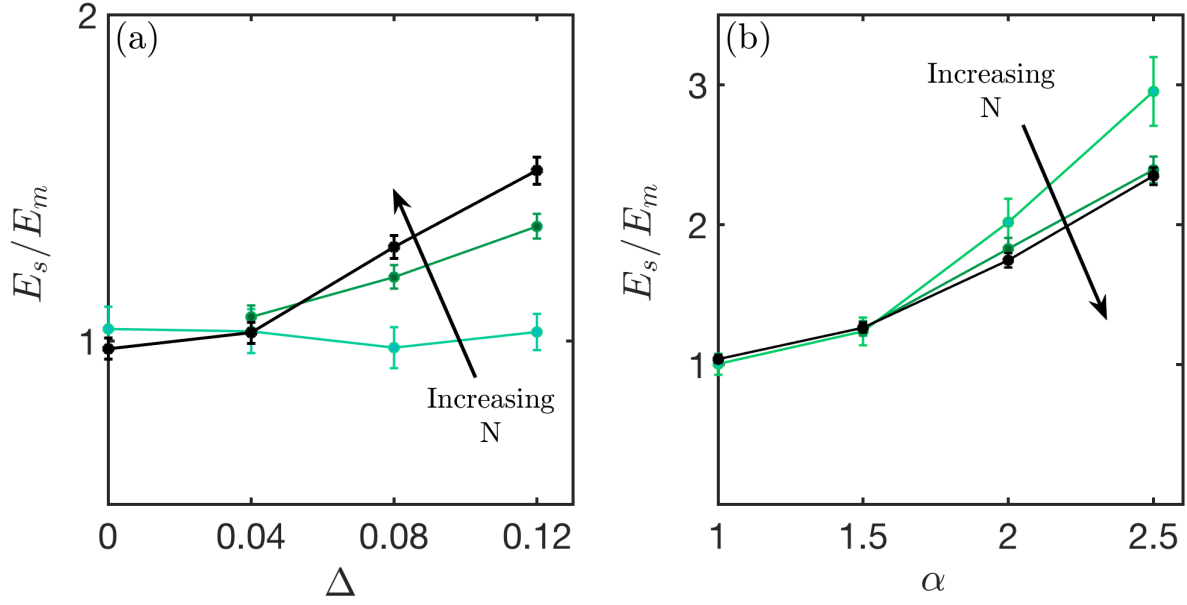 (a)
2
1
E_s/E_m
Increasing
N
0 0.04 0.08 0.12
Δ
(b)
3
2
1
E_s/E_m
Increasing
N
1 1.5 2 2.5
α